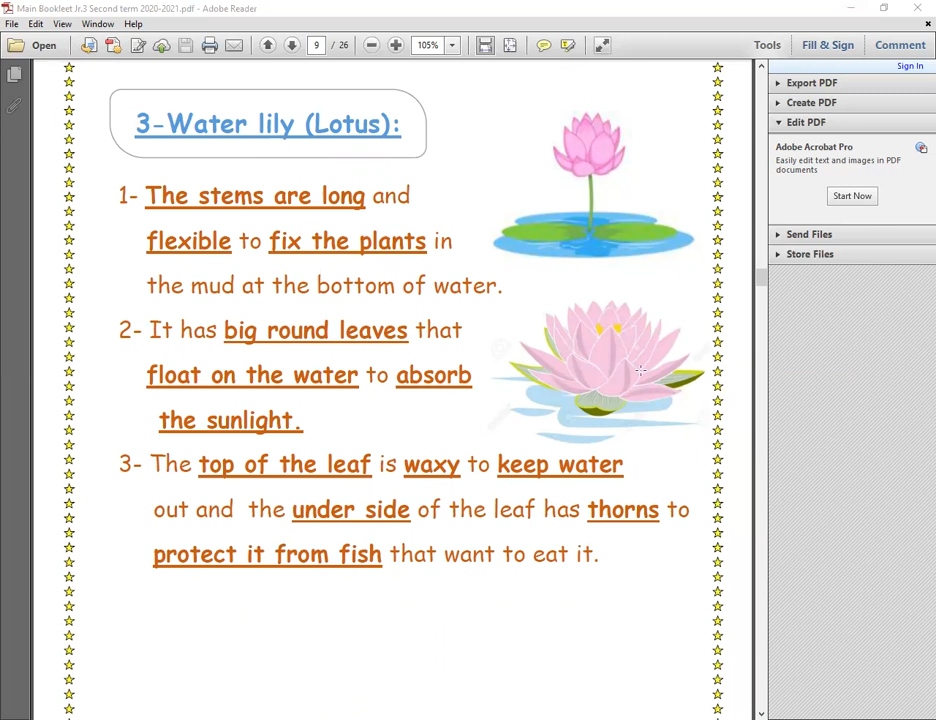 Main Bookleet Jr.3 Second term 2020-2021.pdf - Adobe Reader
File Edit View Window Help
Open 9 / 26 105% Tools Fill & Sign Comment
Sign In
Export PDF
Create PDF
Edit PDF
Adobe Acrobat Pro
Easily edit text and images in PDF
documents
Start Now
Send Files
Store Files
3-Water lily (Lotus):
1- The stems are long and
flexible to fix the plants in
the mud at the bottom of water.
2- It has big round leaves that
float on the water to absorb
the sunlight.
3- The top of the leaf is waxy to keep water
out and the under side of the leaf has thorns to
protect it from fish that want to eat it.